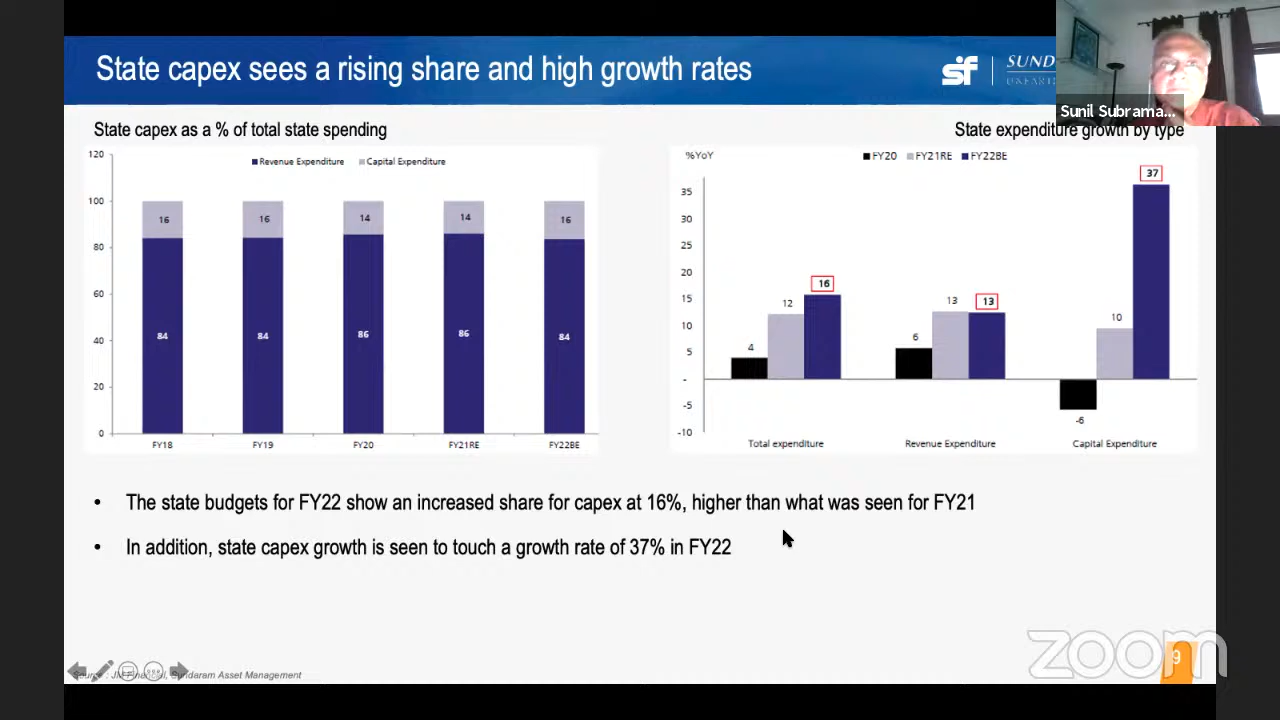 State capex sees a rising share and high growth rates
sf
SUND
Sunil Subrama...
State capex as a % of total state spending
State expenditure growth by type
Revenue Expenditure
Capital Expenditure
120
100
80
60
40
20
0
16
16
14
14
16
84
84
86
86
84
FY18
FY19
FY20
FY21RE
FY22BE
%YoY
FY20
FY21RE
FY22BE
35
30
25
20
15
10
5
-
-5
-10
4
12
16
6
13
13
-6
10
37
Total expenditure
Revenue Expenditure
Capital Expenditure
• The state budgets for FY22 show an increased share for capex at 16%, higher than what was seen for FY21
• In addition, state capex growth is seen to touch a growth rate of 37% in FY22
Financial, Sundaram Asset Management
zoom
9